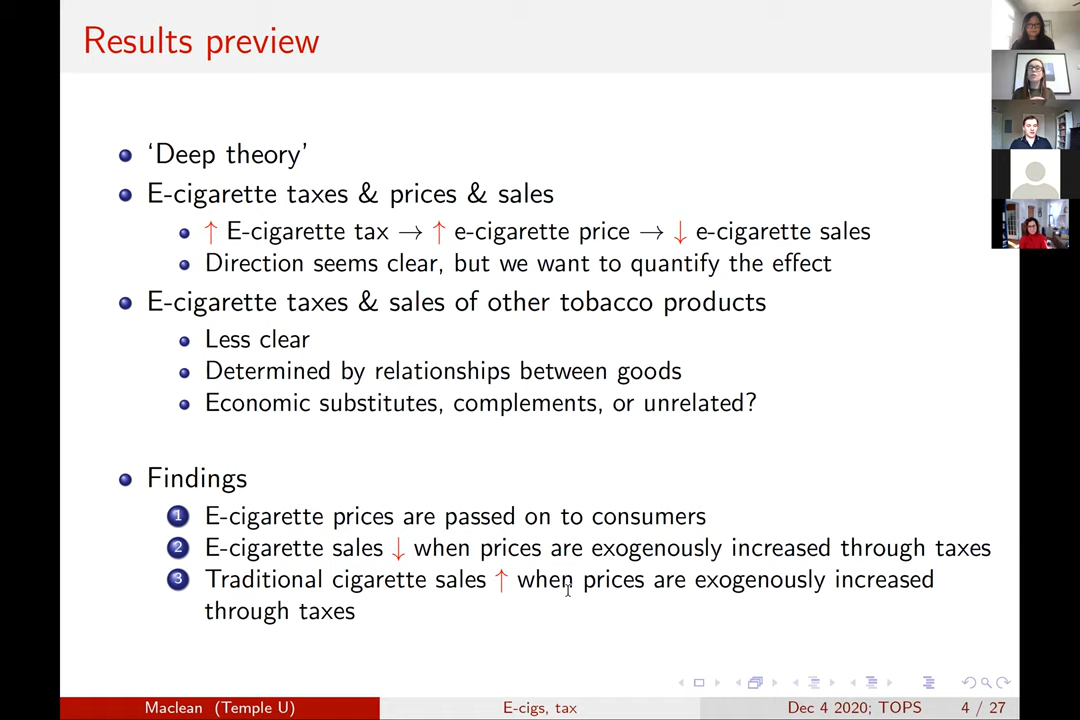 Results preview
‘Deep theory’
E-cigarette taxes & prices & sales
↑ E-cigarette tax → ↑ e-cigarette price → ↓ e-cigarette sales
Direction seems clear, but we want to quantify the effect
E-cigarette taxes & sales of other tobacco products
Less clear
Determined by relationships between goods
Economic substitutes, complements, or unrelated?
Findings
1 E-cigarette prices are passed on to consumers
2 E-cigarette sales ↓ when prices are exogenously increased through taxes
3 Traditional cigarette sales ↑ when prices are exogenously increased
through taxes
Maclean (Temple U) E-cigs, tax Dec 4 2020; TOPS 4 / 27